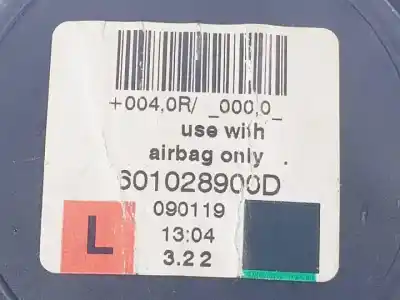 +004,0R/ _000,0_
use with
airbag only
601028900D
090119
L
13:04
3.22